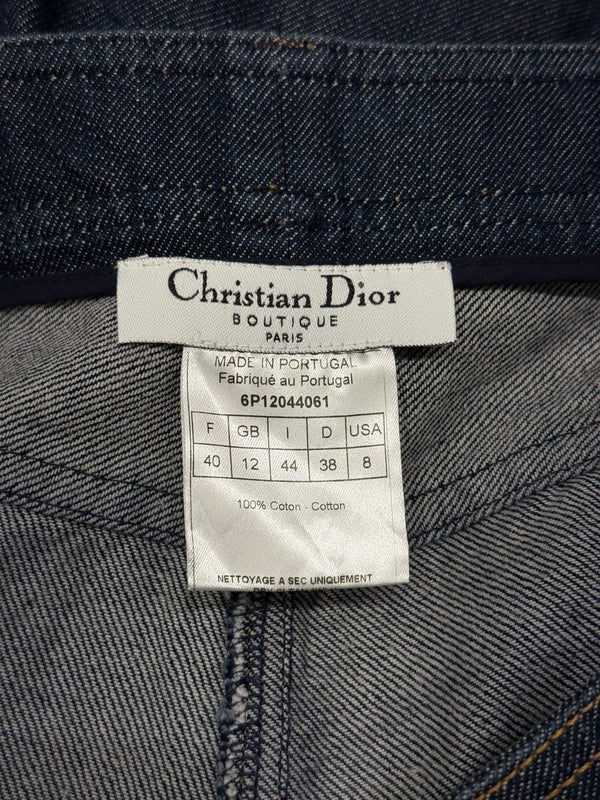 Christian Dior
BOUTIQUE
PARIS
MADE IN PORTUGAL
Fabriqué au Portugal
6P12044061
F GB I D USA
40 12 44 38 8
100% Coton - Cotton
NETTOYAGE A SEC UNIQUEMENT